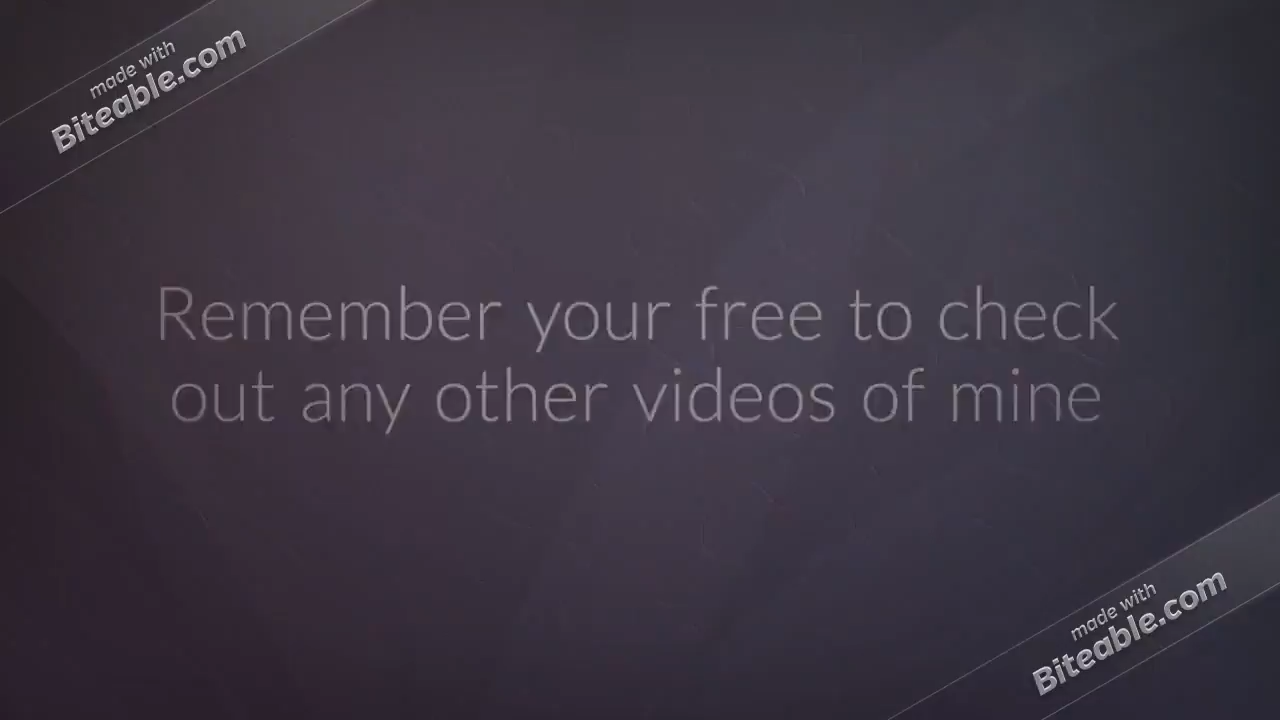 made with
Biteable.com
Remember your free to check
out any other videos of mine
made with
Biteable.com